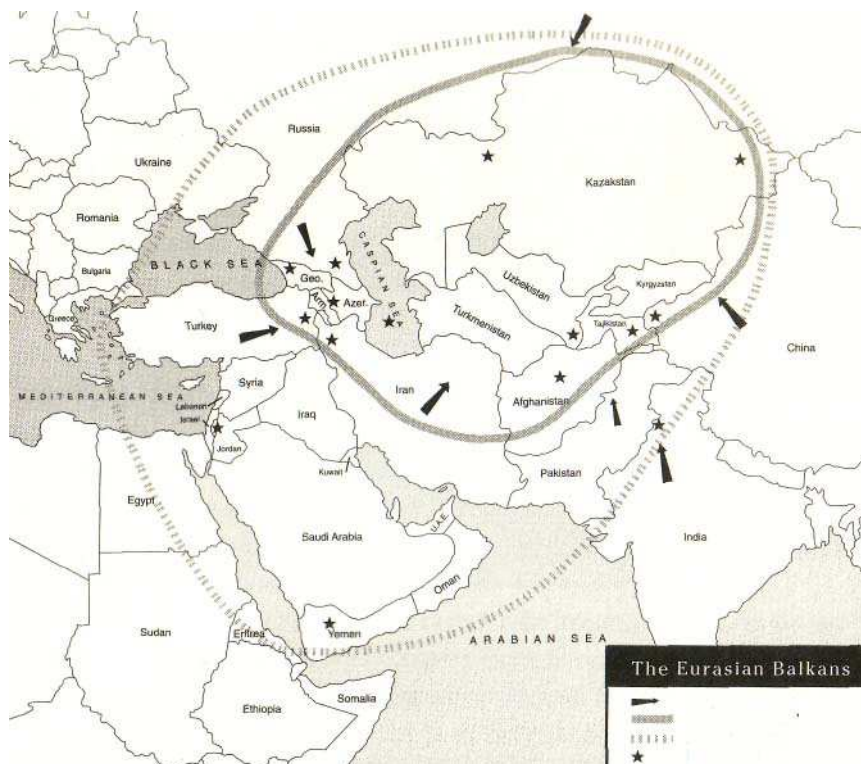 Russia
Ukraine
Kazakstan
Romania
BLACK SEA
CASPIAN SEA
Bulgaria
Geo.
Uzbekistan
Kyrgyzstan
Arm.
Azer.
Greece
Turkey
Turkmenistan
Tajikistan
China
Syria
Iran
MEDITERRANEAN SEA
Afghanistan
Lebanon
Israel
Iraq
Jordan
Kuwait
Pakistan
Egypt
U.A.E.
Saudi Arabia
India
Oman
Sudan
Eritrea
Yemen
ARABIAN SEA
The Eurasian Balkans
Somalia
Ethiopia